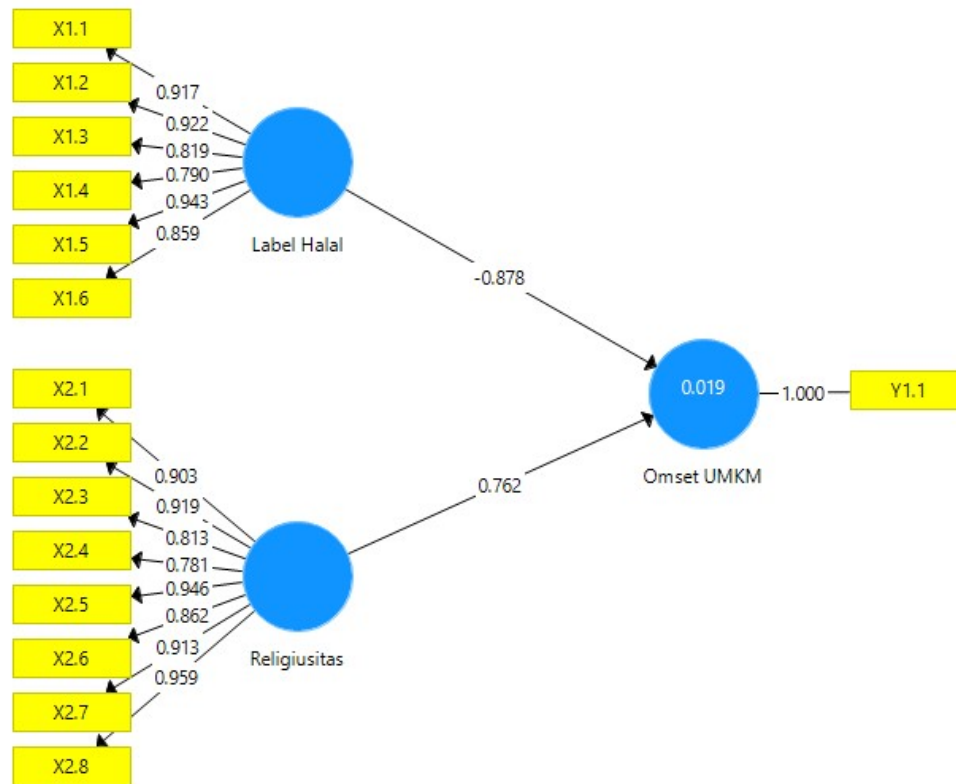 X1.1
X1.2
X1.3
X1.4
X1.5
X1.6
0.917
0.922
0.819
0.790
0.943
0.859
Label Halal
-0.878
X2.1
X2.2
X2.3
X2.4
X2.5
X2.6
X2.7
X2.8
0.903
0.919
0.813
0.781
0.946
0.862
0.913
0.959
Religiusitas
0.762
0.019
Omset UMKM
1.000
Y1.1